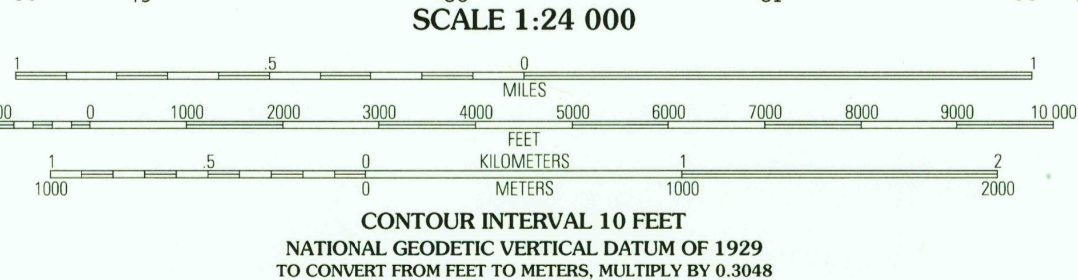 SCALE 1:24 000
1 .5 0 1
MILES
0 1000 2000 3000 4000 5000 6000 7000 8000 9000 10 000
FEET
1 .5 0 KILOMETERS 1 2
1000 0 METERS 1000 2000
CONTOUR INTERVAL 10 FEET
NATIONAL GEODETIC VERTICAL DATUM OF 1929
TO CONVERT FROM FEET TO METERS, MULTIPLY BY 0.3048